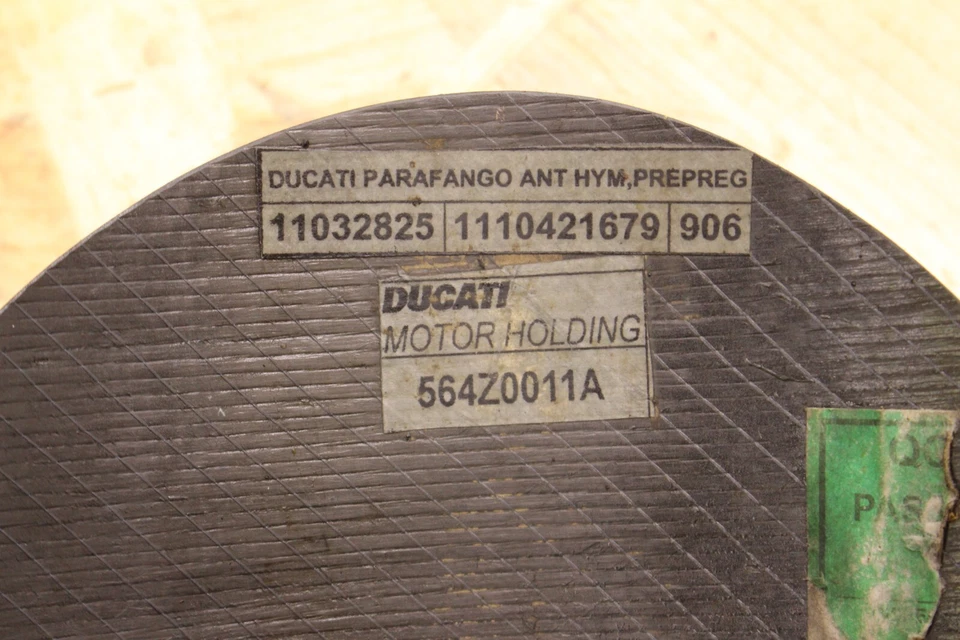 DUCATI PARAFANGO ANT HYM,PREPREG
11032825 1110421679 906
DUCATI
MOTOR HOLDING
564Z0011A